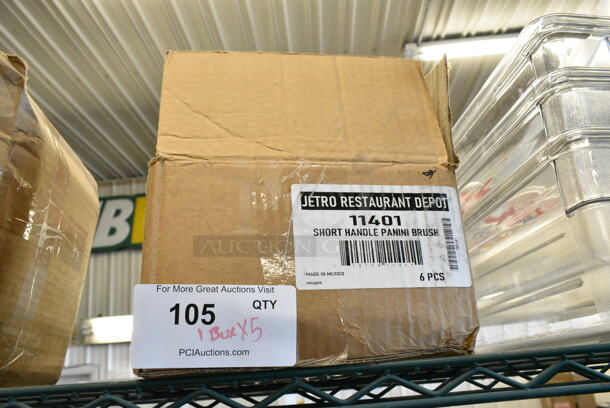 JETRO RESTAURANT DEPOT
11401
SHORT HANDLE PANINI BRUSH
MADE IN MEXICO
6 PCS
For More Great Auctions Visit
105 QTY
1 Box X5
PCIAuctions.com
B